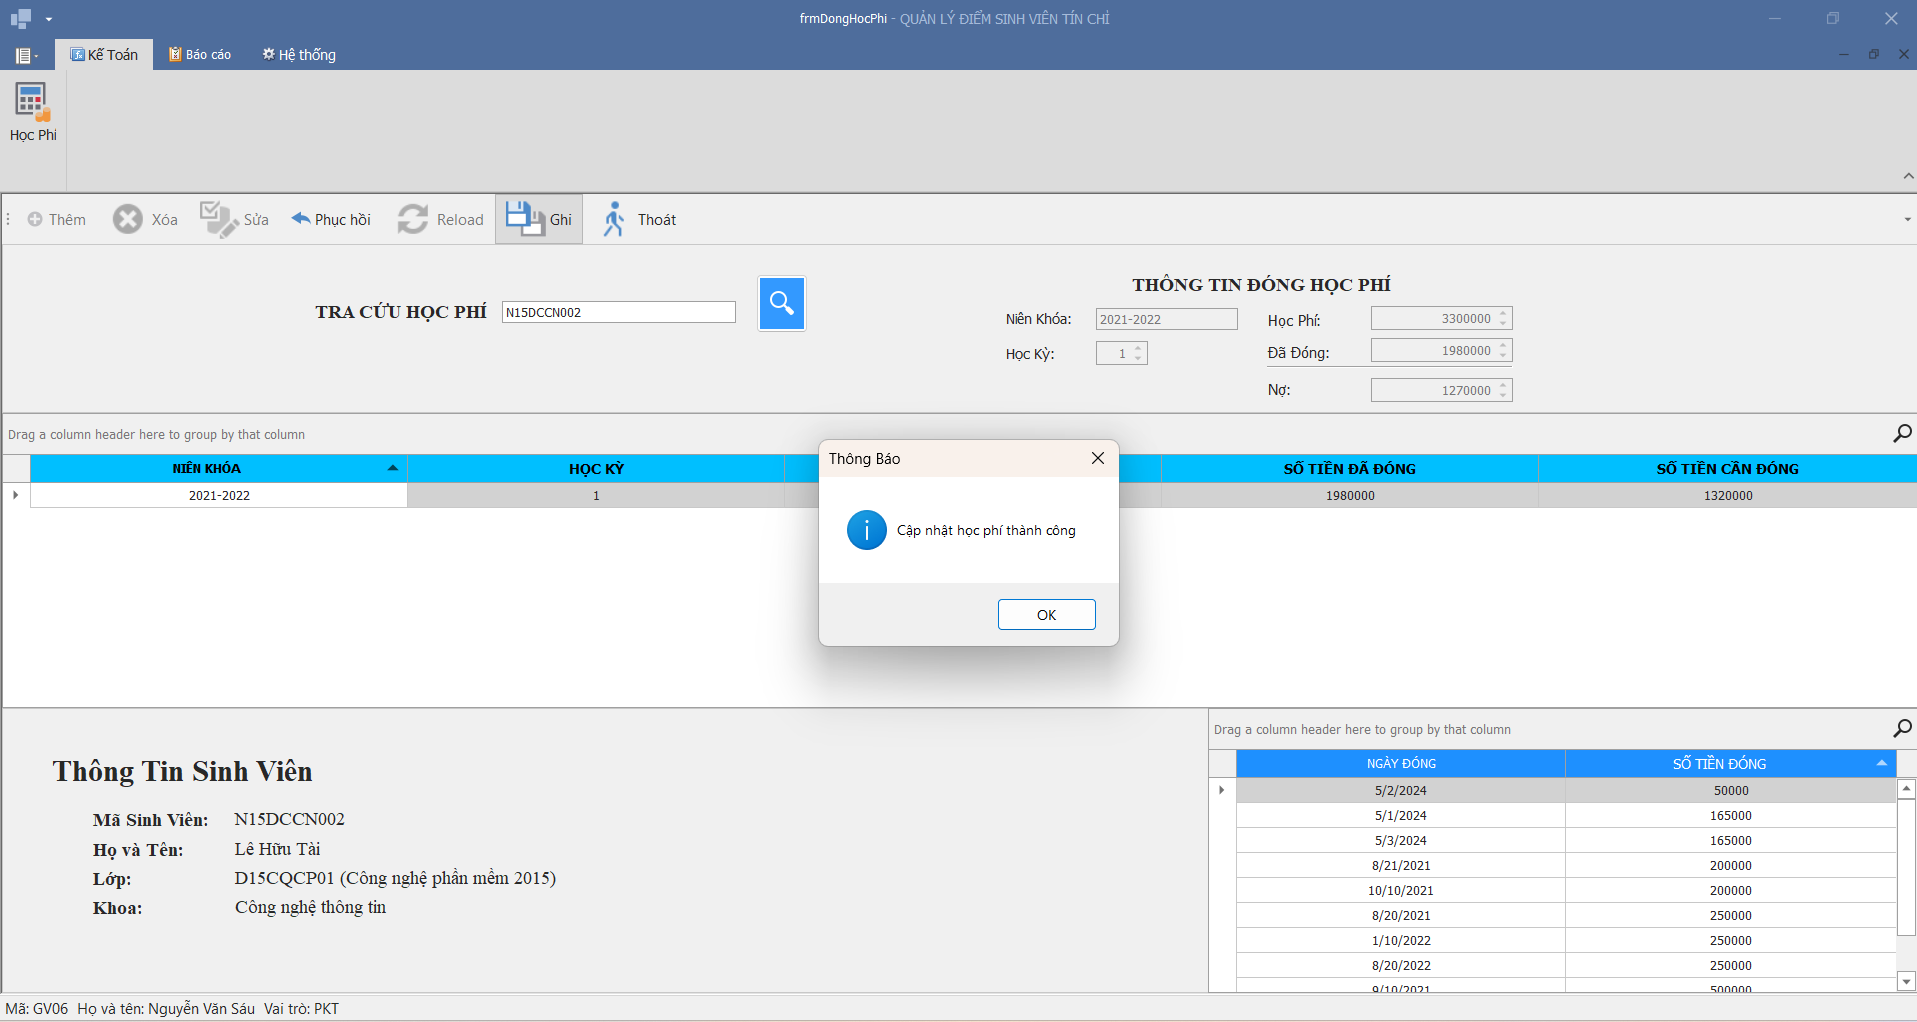 frmDongHocPhi - QUẢN LÝ ĐIỂM SINH VIÊN TÍN CHỈ
Kế Toán Báo cáo Hệ thống
Học Phi
Thêm Xóa Sửa Phục hồi Reload Ghi Thoát
TRA CỨU HỌC PHÍ N15DCCN002
THÔNG TIN ĐÓNG HỌC PHÍ
Niên Khóa: 2021-2022 Học Phí: 3300000
Học Kỳ: 1 Đã Đóng: 1980000
Nợ: 1270000
Drag a column header here to group by that column
NIÊN KHÓA HỌC KỲ SỐ TIỀN ĐÃ ĐÓNG SỐ TIỀN CẦN ĐÓNG
2021-2022 1 1980000 1320000
Thông Báo
Cập nhật học phí thành công
OK
Thông Tin Sinh Viên
Mã Sinh Viên: N15DCCN002
Họ và Tên: Lê Hữu Tài
Lớp: D15CQCP01 (Công nghệ phần mềm 2015)
Khoa: Công nghệ thông tin
Drag a column header here to group by that column
NGÀY ĐÓNG SỐ TIỀN ĐÓNG
5/2/2024 50000
5/1/2024 165000
5/3/2024 165000
8/21/2021 200000
10/10/2021 200000
8/20/2021 250000
1/10/2022 250000
8/20/2022 250000
9/10/2021 500000
Mã: GV06 Họ và tên: Nguyễn Văn Sáu Vai trò: PKT